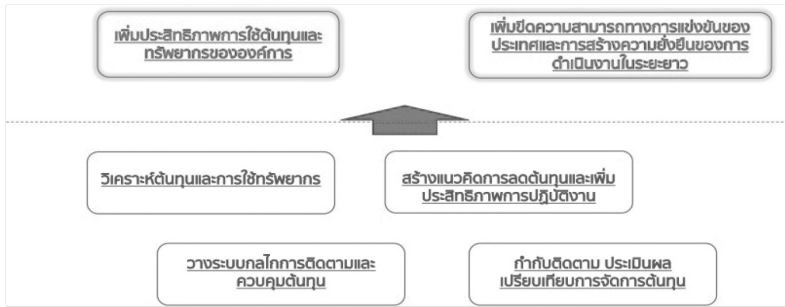 เพิ่มประสิทธิภาพการใช้ต้นทุนและ
ทรัพยากรขององค์การ
เพิ่มขีดความสามารถทางการแข่งขันของ
ประเทศและการสร้างความยั่งยืนของการ
ดำเนินงานในระยะยาว
วิเคราะห์ต้นทุนและการใช้ทรัพยากร
สร้างแนวคิดการลดต้นทุนและเพิ่ม
ประสิทธิภาพการปฏิบัติงาน
วางระบบกลไกการติดตามและ
ควบคุมต้นทุน
กำกับติดตาม ประเมินผล
เปรียบเทียบการจัดการต้นทุน